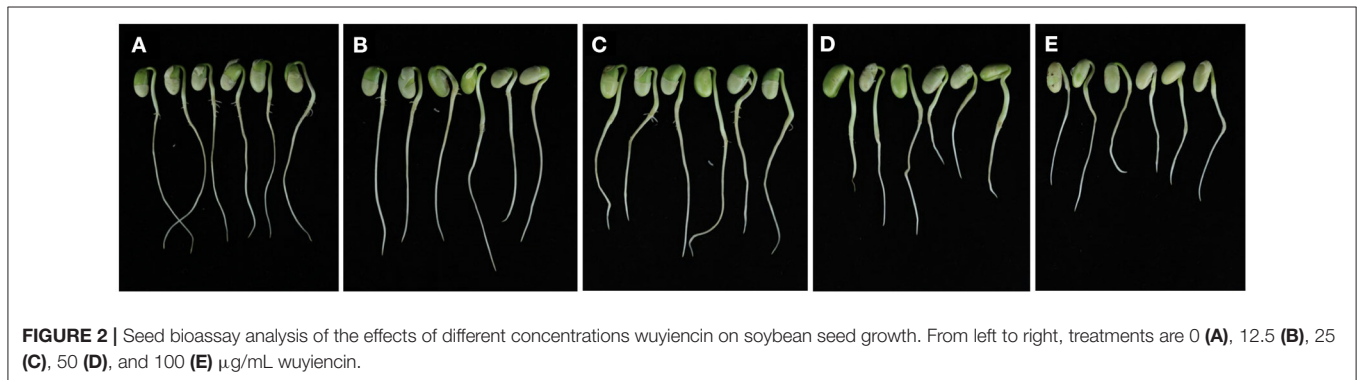 A B C D E
FIGURE 2 | Seed bioassay analysis of the effects of different concentrations wuyiencin on soybean seed growth. From left to right, treatments are 0 (A), 12.5 (B), 25
(C), 50 (D), and 100 (E) μg/mL wuyiencin.